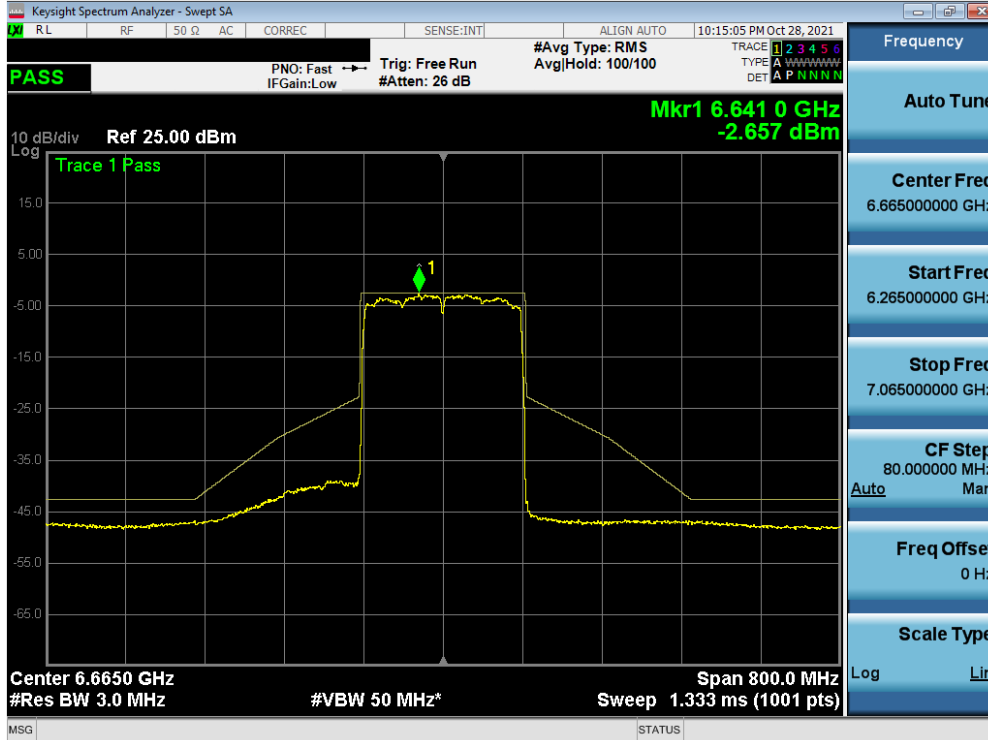 Keysight Spectrum Analyzer - Swept SA
LXI RL RF 50 Ω AC CORREC SENSE:INT ALIGN AUTO 10:15:05 PM Oct 28, 2021
PASS
PNO: Fast
IFGain:Low
Trig: Free Run
#Atten: 26 dB
#Avg Type: RMS
Avg|Hold: 100/100
TRACE 1 2 3 4 5 6
TYPE A WWWWW
DET A P N N N N
Mkr1 6.641 0 GHz
-2.657 dBm
10 dB/div Ref 25.00 dBm
Log
Trace 1 Pass
15.0
5.00
1
-5.00
-15.0
-25.0
-35.0
-45.0
-55.0
-65.0
Center 6.6650 GHz Span 800.0 MHz
#Res BW 3.0 MHz #VBW 50 MHz* Sweep 1.333 ms (1001 pts)
MSG STATUS
Frequency
Auto Tune
Center Freq
6.665000000 GHz
Start Freq
6.265000000 GHz
Stop Freq
7.065000000 GHz
CF Step
80.000000 MHz
Auto Man
Freq Offset
0 Hz
Scale Type
Log Lin